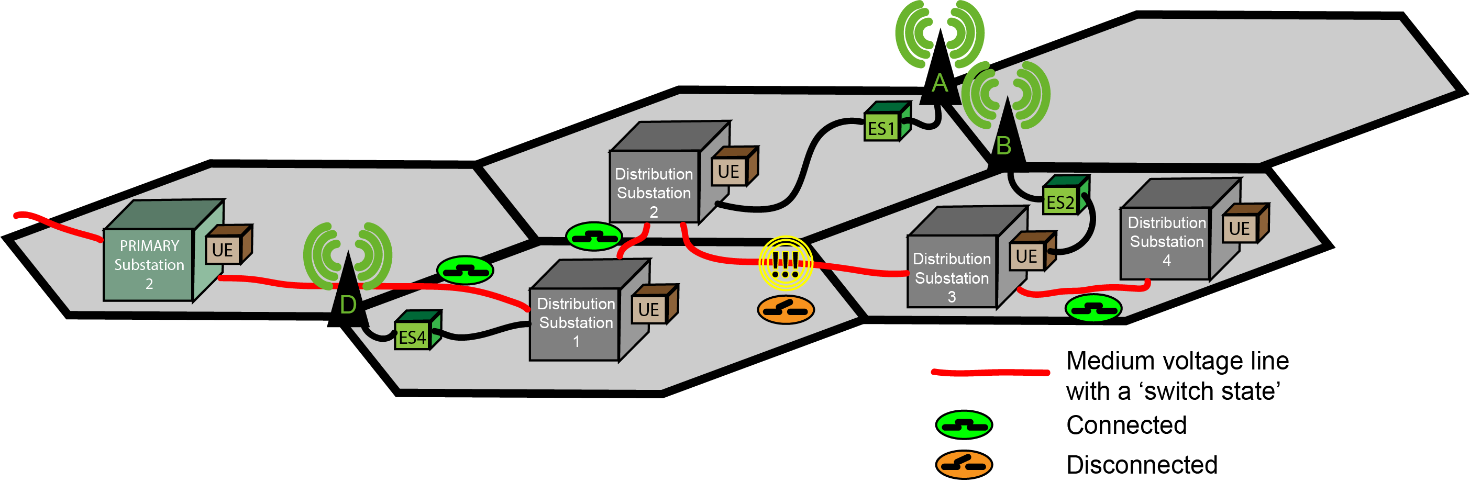 A
B
ES1
Distribution
Substation
2
UE
ES2
Distribution
Substation
4
UE
PRIMARY
Substation
2
UE
Distribution
Substation
3
UE
!!!
D
ES4
Distribution
Substation
1
UE
Medium voltage line
with a ‘switch state’
Connected
Disconnected